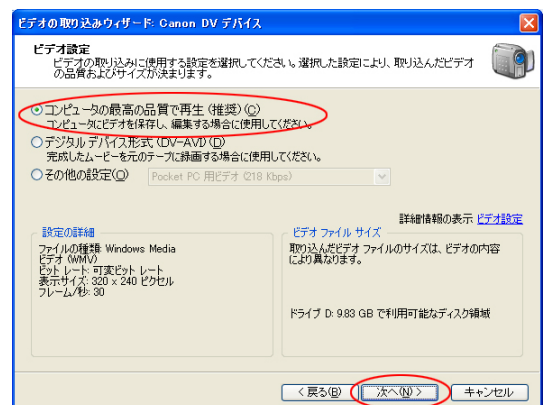 ビデオの取り込みウィザード: Canon DV デバイス
ビデオ設定
ビデオの取り込みに使用する設定を選択してください。選択した設定により、取り込んだビデオ
の品質およびサイズが決まります。
コンピュータの最高の品質で再生 (推奨)(C)
コンピュータにビデオを保存し、編集する場合に使用してください。
デジタル デバイス形式 (DV-AVI)(D)
完成したムービーを元のテープに録画する場合に使用してください。
その他の設定(O) Pocket PC 用ビデオ (218 Kbps)
詳細情報の表示 ビデオ設定
設定の詳細
ファイルの種類: Windows Media
ビデオ (WMV)
ビット レート: 可変ビット レート
表示サイズ: 320 x 240 ピクセル
フレーム/秒: 30
ビデオ ファイル サイズ
取り込んだビデオ ファイルのサイズは、ビデオの内容
により異なります。
ドライブ D: 9.83 GB で利用可能なディスク領域
< 戻る(B) 次へ(N) > キャンセル